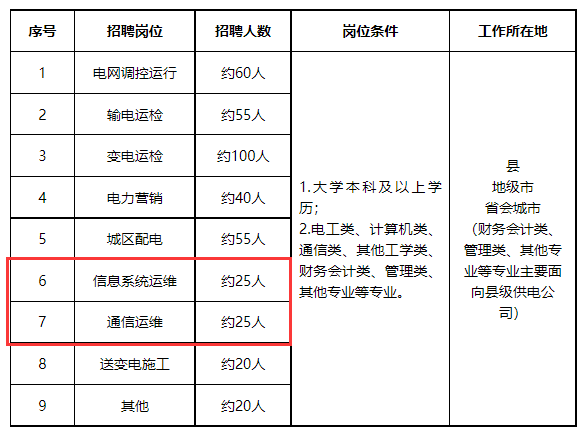 序号 招聘岗位 招聘人数 岗位条件 工作所在地
1 电网调控运行 约60人
2 输电运检 约55人
3 变电运检 约100人
4 电力营销 约40人
5 城区配电 约55人
6 信息系统运维 约25人
7 通信运维 约25人
8 送变电施工 约20人
9 其他 约20人
1.大学本科及以上学
历；
2.电工类、计算机类、
通信类、其他工学类、
财务会计类、管理类、
其他专业等专业。
县
地级市
省会城市
（财务会计类、
管理类、其他专
业等专业主要面
向县级供电公
司）